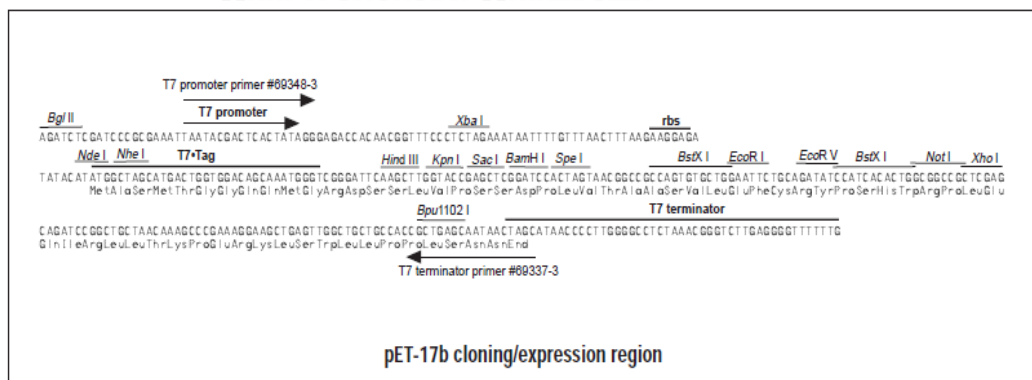 T7 promoter primer #69348-3
Bgl II T7 promoter Xba I rbs
AGATCTCGATCCCGCGAAATTAATACGACTCACTATAGGGAGACCACAACGGTTTCCCTCTAGAAATAATTTTGTTTAACTTTAAGAAGGAGA
Nde I Nhe I T7•Tag Hind III Kpn I Sac I BamH I Spe I BstX I EcoR I EcoR V BstX I Not I Xho I
TATACATATGGCTAGCATGACTGGTGGACAGCAAATGGGTCGGGATTCAAGCTTGGTACCGAGCTCGGATCCACTAGTAACGGCCGCCAGTGTGCTGGAATTCTGCAGATATCCATCACACTGGCGGCCGCTCGAG
MetAlaSerMetThrGlyGlyGlnGlnMetGlyArgAspSerSerLeuValProSerSerAspProLeuValThrAlaAlaSerValLeuGluPheCysArgTyrProSerHisTrpArgProLeuGlu
Bpu1102 I T7 terminator
CAGATCCGGCTGCTAACAAAGCCCGAAAGGAAGCTGAGTTGGCTGCTGCCACCGCTGAGCAATAACTAGCATAACCCCTTGGGGCCTCTAAACGGGTCTTGAGGGGTTTTTTG
GlnIleArgLeuLeuThrLysProGluArgLysLeuSerTrpLeuLeuProProLeuSerAsnAsnEnd
T7 terminator primer #69337-3
pET-17b cloning/expression region